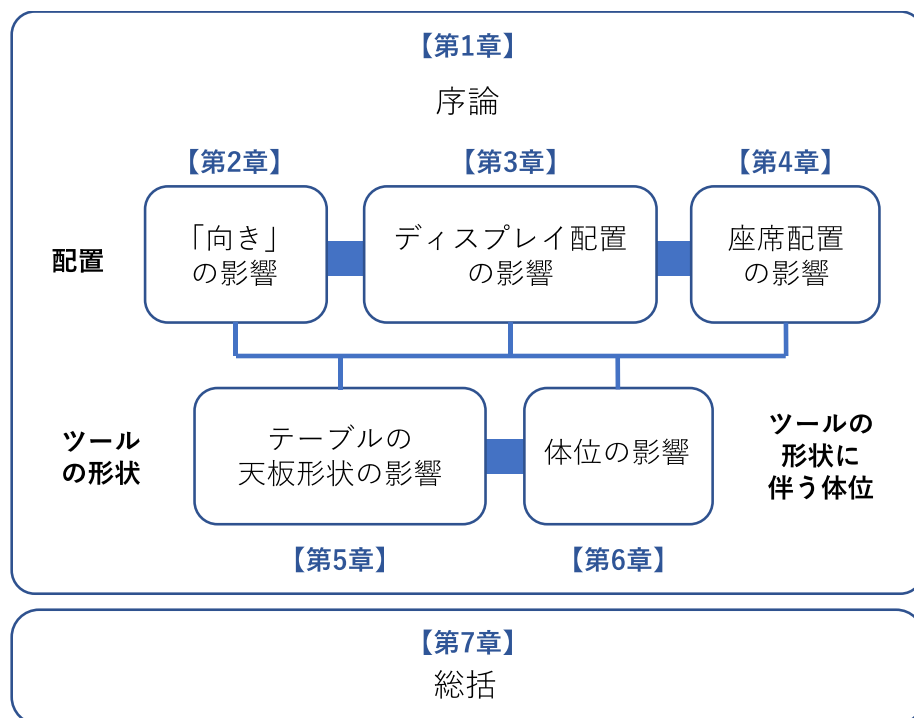 【第1章】
序論
【第2章】
【第3章】
【第4章】
配置
「向き」
の影響
ディスプレイ配置
の影響
座席配置
の影響
ツール
の形状
テーブルの
天板形状の影響
体位の影響
ツールの
形状に
伴う体位
【第5章】
【第6章】
【第7章】
総括